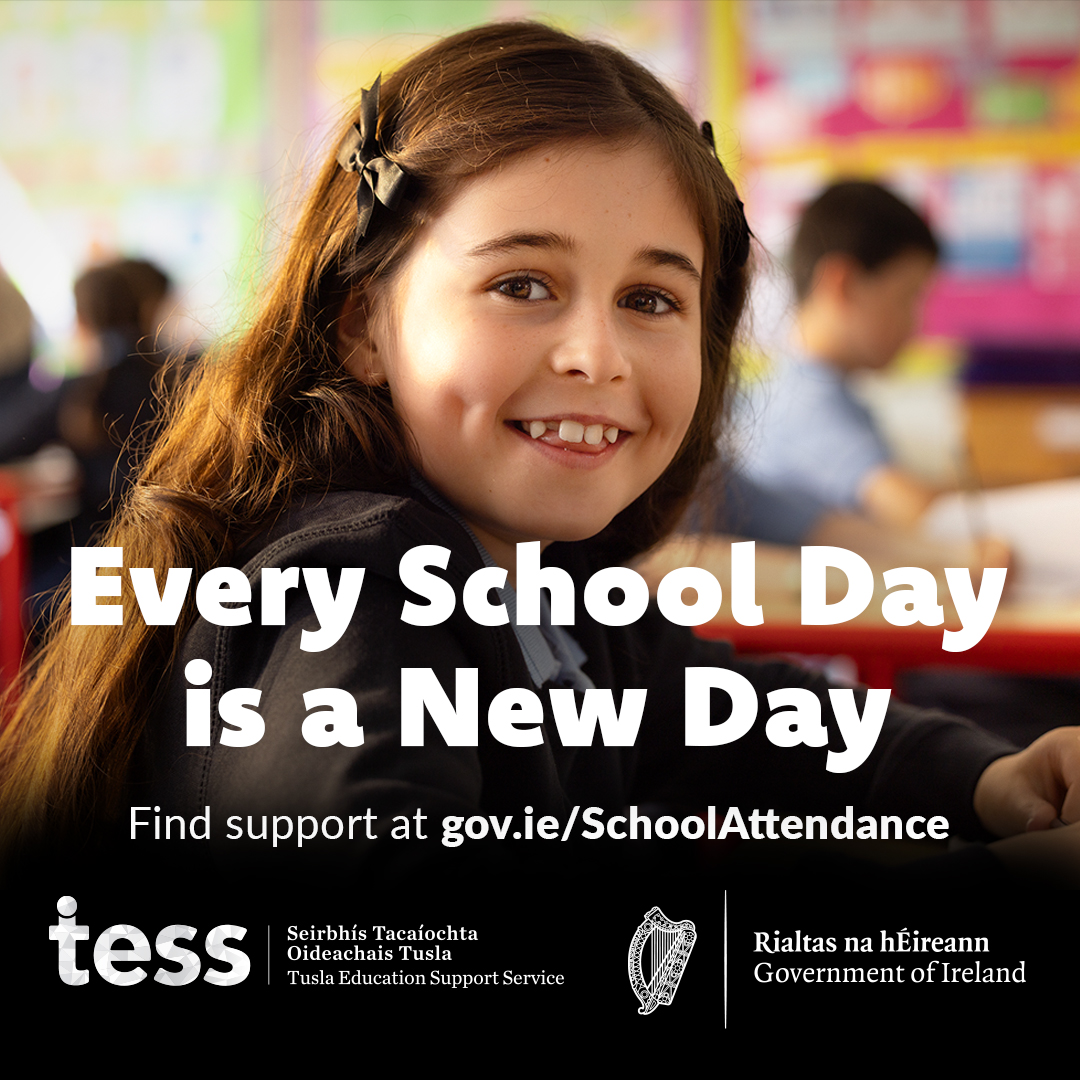 Every School Day
is a New Day
Find support at gov.ie/SchoolAttendance
tess
Seirbhís Tacaíochta
Oideachais Tusla
Tusla Education Support Service
Rialtas na hÉireann
Government of Ireland